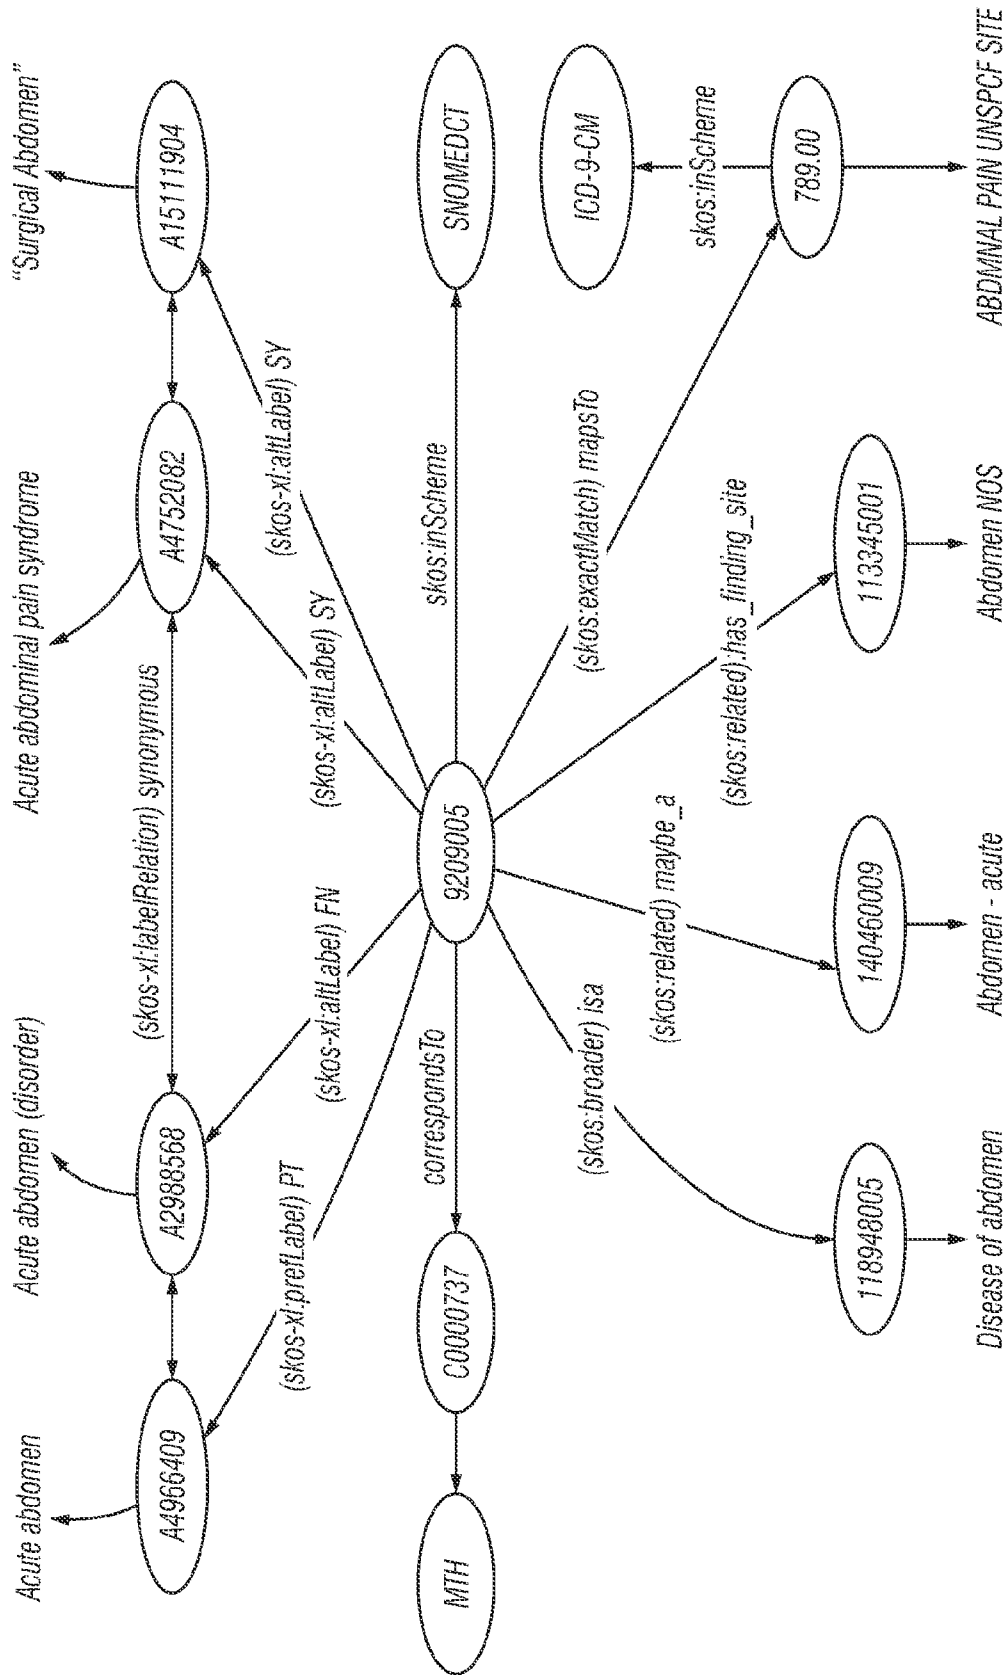 Acute abdomen
Acute abdomen (disorder)
Acute abdominal pain syndrome
“Surgical Abdomen”
A4966409
A2988568
(skos-xl:labelRelation) synonymous
A4752082
A15111904
(skos-xl:prefLabel) PT
(skos-xl:altLabel) FN
(skos-xl:altLabel) SY
(skos-xl:altLabel) SY
MTH
C0000737
correspondsTo
9209005
skos:inScheme
SNOMEDCT
ICD-9-CM
(skos:broader) isa
(skos:related) maybe_a
(skos:related):has_finding_site
(skos:exactMatch) mapsTo
skos:inScheme
118948005
140460009
113345001
789.00
Disease of abdomen
Abdomen - acute
Abdomen NOS
ABDMNAL PAIN UNSPCF SITE